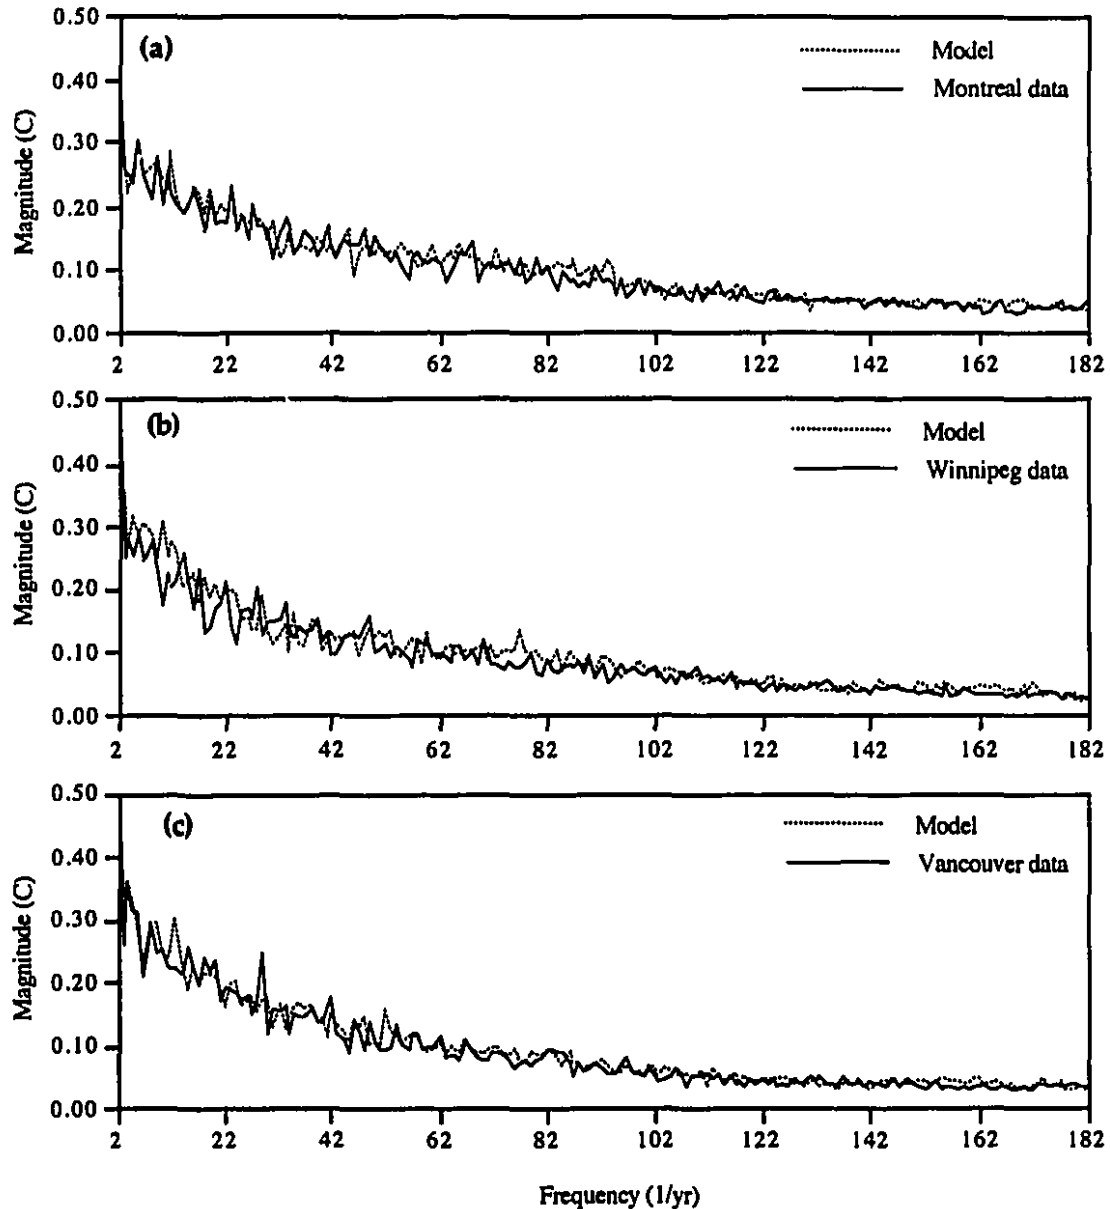 0.50
(a)
Model
0.40
Montreal data
0.30
Magnitude (C)
0.20
0.10
0.00
2 22 42 62 82 102 122 142 162 182
0.50
(b)
Model
0.40
Winnipeg data
0.30
Magnitude (C)
0.20
0.10
0.00
2 22 42 62 82 102 122 142 162 182
0.50
(c)
Model
0.40
Vancouver data
0.30
Magnitude (C)
0.20
0.10
0.00
2 22 42 62 82 102 122 142 162 182
Frequency (1/yr)